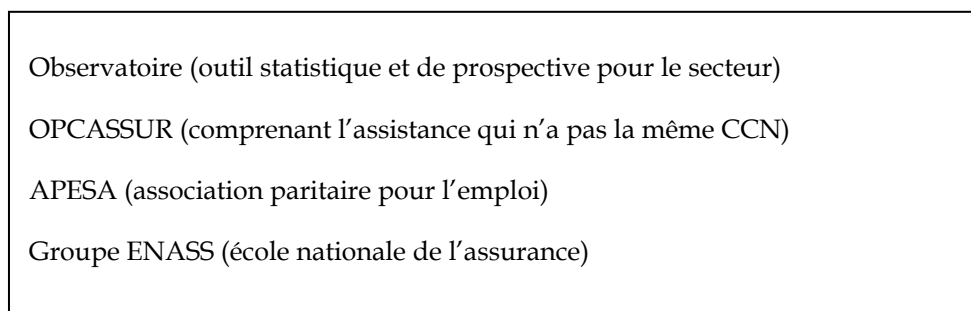 Observatoire (outil statistique et de prospective pour le secteur)
OPCASSUR (comprenant l’assistance qui n’a pas la même CCN)
APESA (association paritaire pour l’emploi)
Groupe ENASS (école nationale de l’assurance)